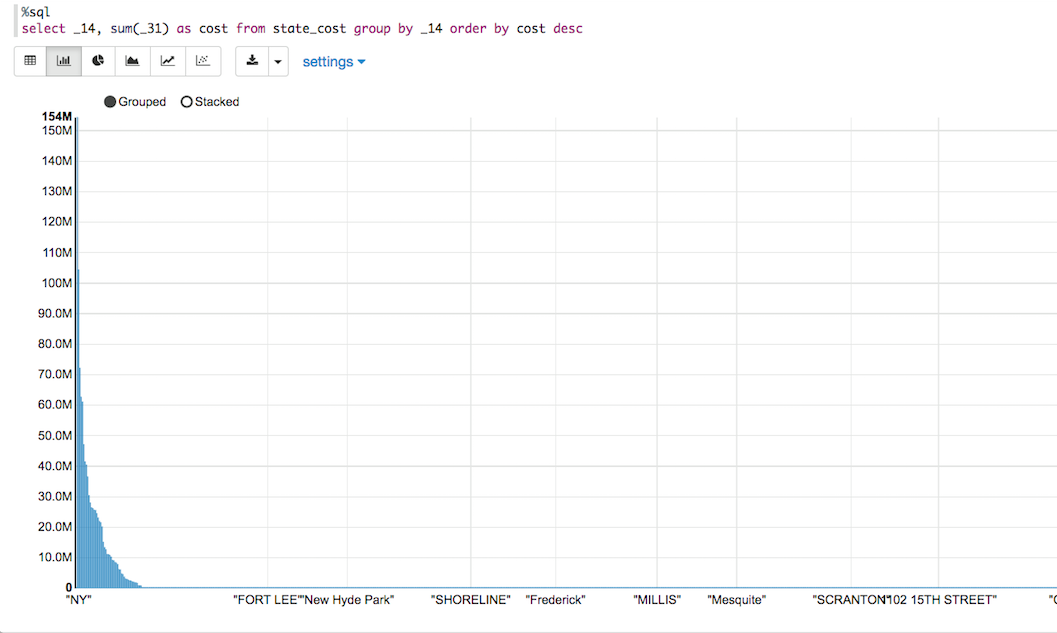 %sql
select _14, sum(_31) as cost from state_cost group by _14 order by cost desc
settings
Grouped Stacked
154M
150M
140M
130M
120M
110M
100M
90.0M
80.0M
70.0M
60.0M
50.0M
40.0M
30.0M
20.0M
10.0M
0
"NY" "FORT LEE" "New Hyde Park" "SHORELINE" "Frederick" "MILLIS" "Mesquite" "SCRANTON" "102 15TH STREET"